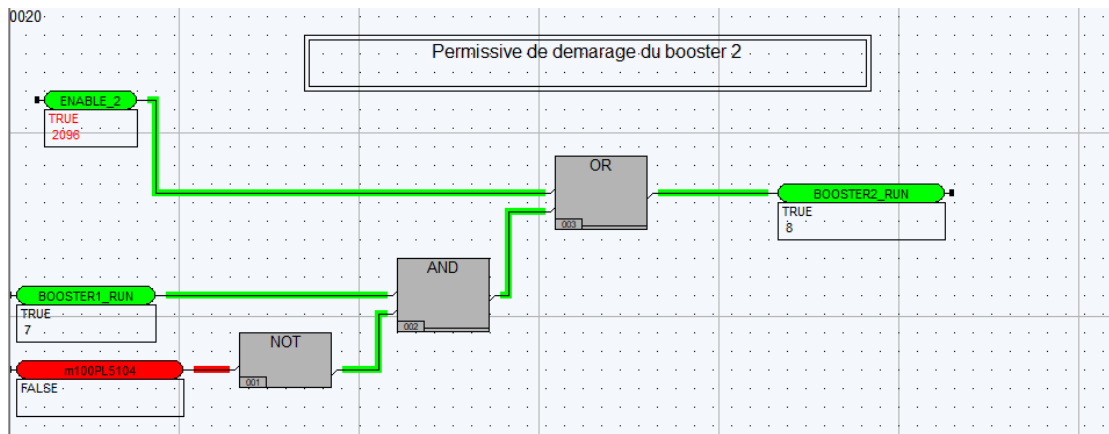 0020
Permissive de demarage du booster 2
ENABLE_2
TRUE
2096
OR
003
BOOSTER2_RUN
TRUE
8
AND
002
BOOSTER1_RUN
TRUE
7
NOT
001
m100PL5104
FALSE